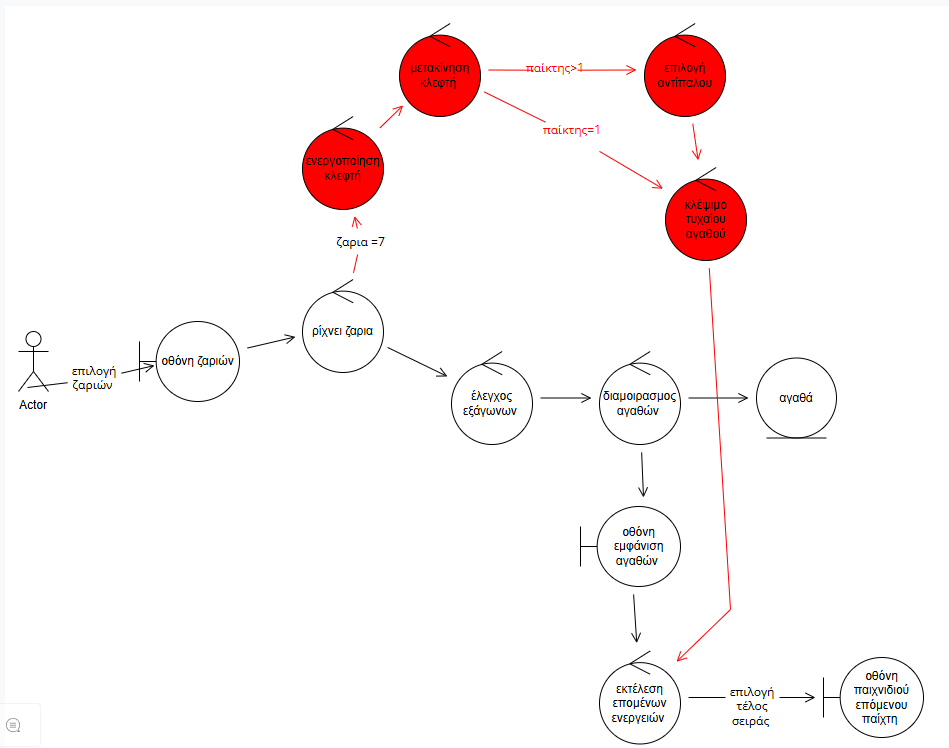 μετακίνηση
κλεφτή
παίκτης>1
επιλογή
αντίπαλου
παίκτης=1
ενεργοποίηση
κλεφτή
κλέψιμο
τυχαίου
αγαθού
ζαρια =7
ρίχνει ζαρια
οθόνη ζαριών
επιλογή
ζαριών
Actor
έλεγχος
εξάγωνων
διαμοιρασμος
αγαθών
αγαθά
οθόνη
εμφάνιση
αγαθών
εκτέλεση
επομένων
ενεργειών
επιλογή
τέλος
σειράς
οθόνη
παιχνιδιού
επόμενου
παίχτη